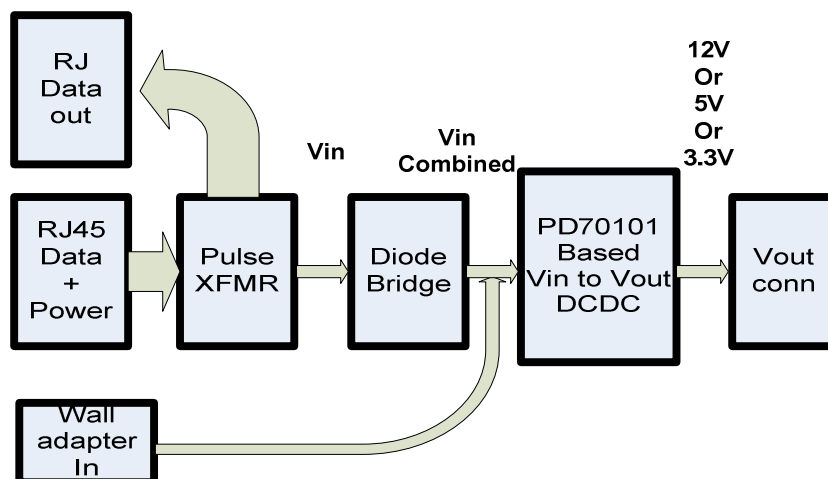 RJ
Data
out
RJ45
Data
+
Power
Pulse
XFMR
Vin
Diode
Bridge
Vin
Combined
PD70101
Based
Vin to Vout
DCDC
12V
Or
5V
Or
3.3V
Vout
conn
Wall
adapter
In